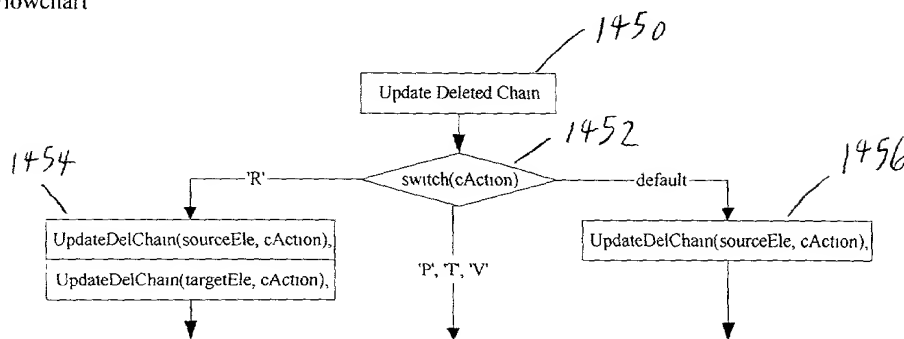 lowchart
1450
Update Deleted Chain
1452
1454
1456
'R'
switch(cAction)
default
UpdateDelChain(sourceEle, cAction),
UpdateDelChain(targetEle, cAction),
'P', 'T', 'V'
UpdateDelChain(sourceEle, cAction),